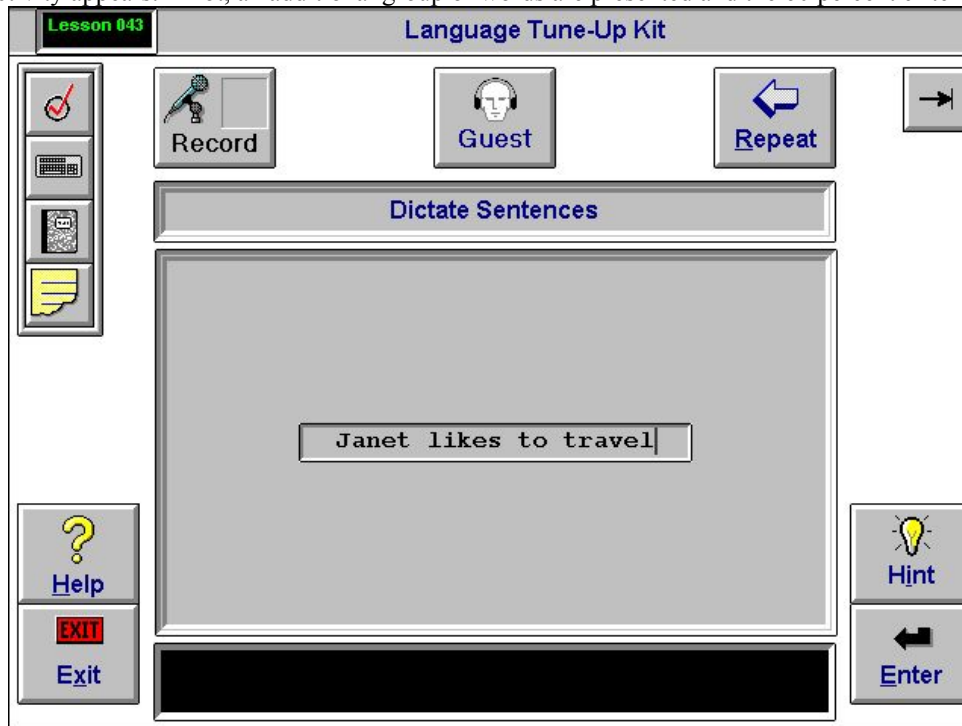 Lesson 043
Language Tune-Up Kit
Record
Guest
Repeat
Dictate Sentences
Janet likes to travel
Help
Hint
EXIT
Exit
Enter